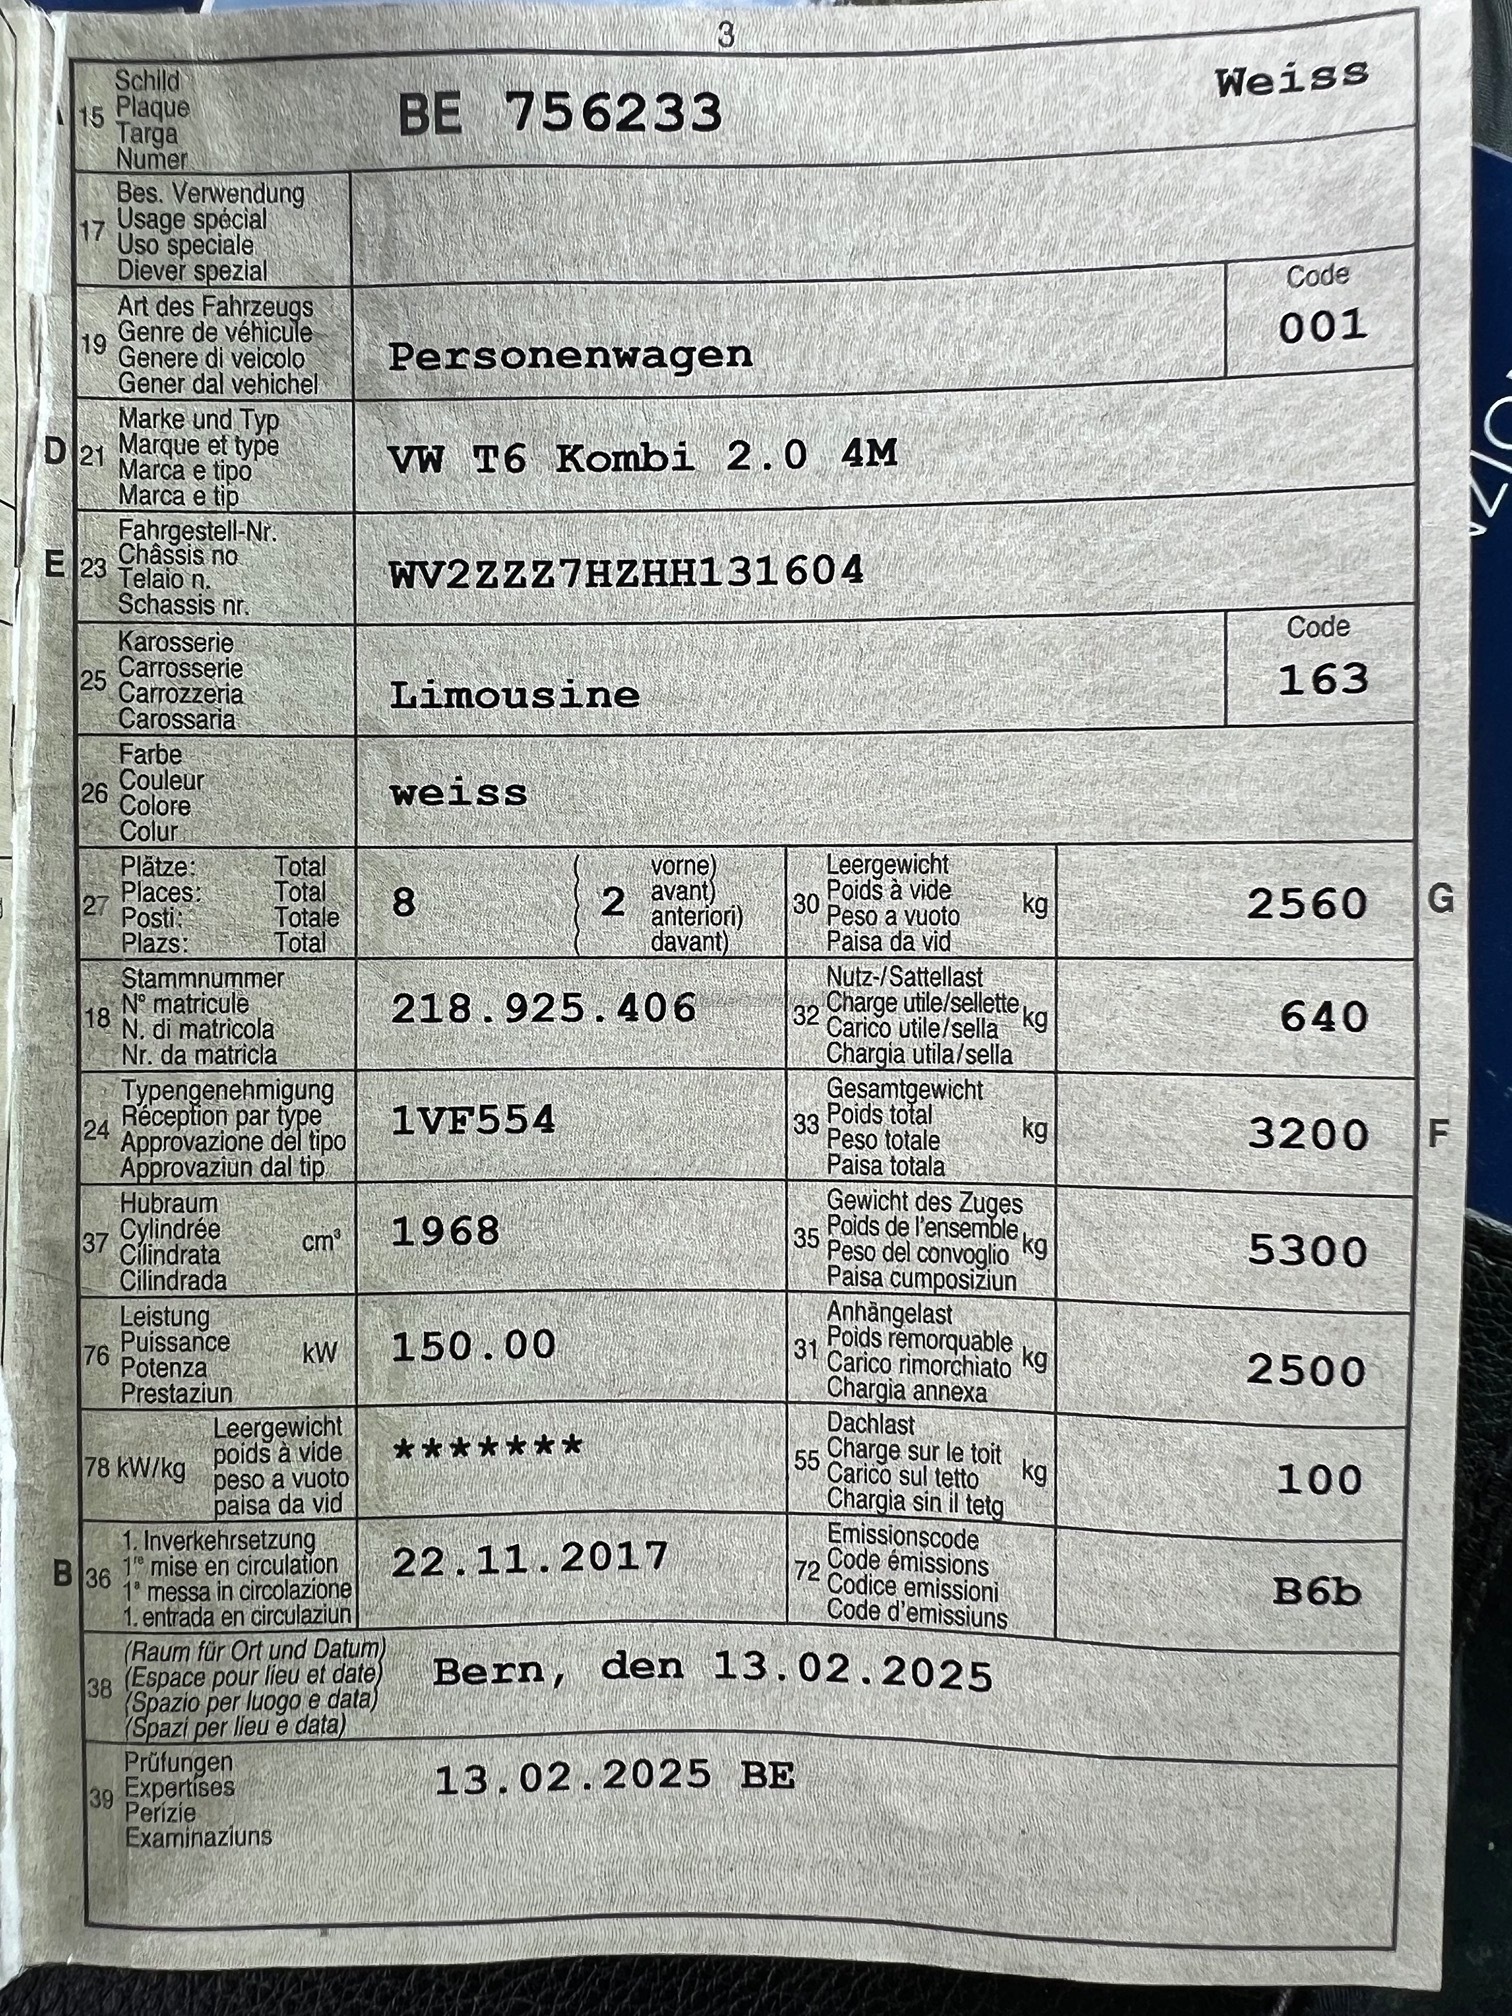 3
15 Schild
Plaque
Targa
Numer
BE 756233
Weiss
17 Bes. Verwendung
Usage spécial
Uso speciale
Diever spezial
19 Art des Fahrzeugs
Genre de véhicule
Genere di veicolo
Gener dal vehichel
Personenwagen
Code
001
D 21 Marke und Typ
Marque et type
Marca e tipo
Marca e tip
VW T6 Kombi 2.0 4M
E 23 Fahrgestell-Nr.
Châssis no
Telaio n.
Schassis nr.
WV2ZZZ7HZHH131604
25 Karosserie
Carrosserie
Carrozzeria
Carossaria
Limousine
Code
163
26 Farbe
Couleur
Colore
Colur
weiss
27 Plätze: Total
Places: Total
Posti: Totale
Plazs: Total
8 ( 2 vorne)
avant)
anteriori)
( davant)
30 Leergewicht
Poids à vide kg
Peso a vuoto
Paisa da vid
2560 G
18 Stammnummer
N° matricule
N. di matricola
Nr. da matricla
218.925.406
32 Nutz-/Sattellast
Charge utile/sellette kg
Carico utile/sella
Chargia utila/sella
640
24 Typengenehmigung
Réception par type
Approvazione del tipo
Approvaziun dal tip
1VF554
33 Gesamtgewicht
Poids total kg
Peso totale
Paisa totala
3200 F
37 Hubraum
Cylindrée cm³
Cilindrata
Cilindrada
1968
35 Gewicht des Zuges
Poids de l'ensemble kg
Peso del convoglio
Paisa cumposiziun
5300
76 Leistung
Puissance kW
Potenza
Prestaziun
150.00
31 Anhängelast
Poids remorquable kg
Carico rimorchiato
Chargia annexa
2500
78 kW/kg Leergewicht
poids à vide
peso a vuoto
paisa da vid
*******
55 Dachlast
Charge sur le toit kg
Carico sul tetto
Chargia sin il tetg
100
B 36 1. Inverkehrsetzung
1re mise en circulation
1a messa in circolazione
1. entrada en circulaziun
22.11.2017
72 Emissionscode
Code émissions
Codice emissioni
Code d'emissiuns
B6b
38 (Raum für Ort und Datum)
(Espace pour lieu et date)
(Spazio per luogo e data)
(Spazi per lieu e data)
Bern, den 13.02.2025
39 Prüfungen
Expertises
Perizie
Examinaziuns
13.02.2025 BE